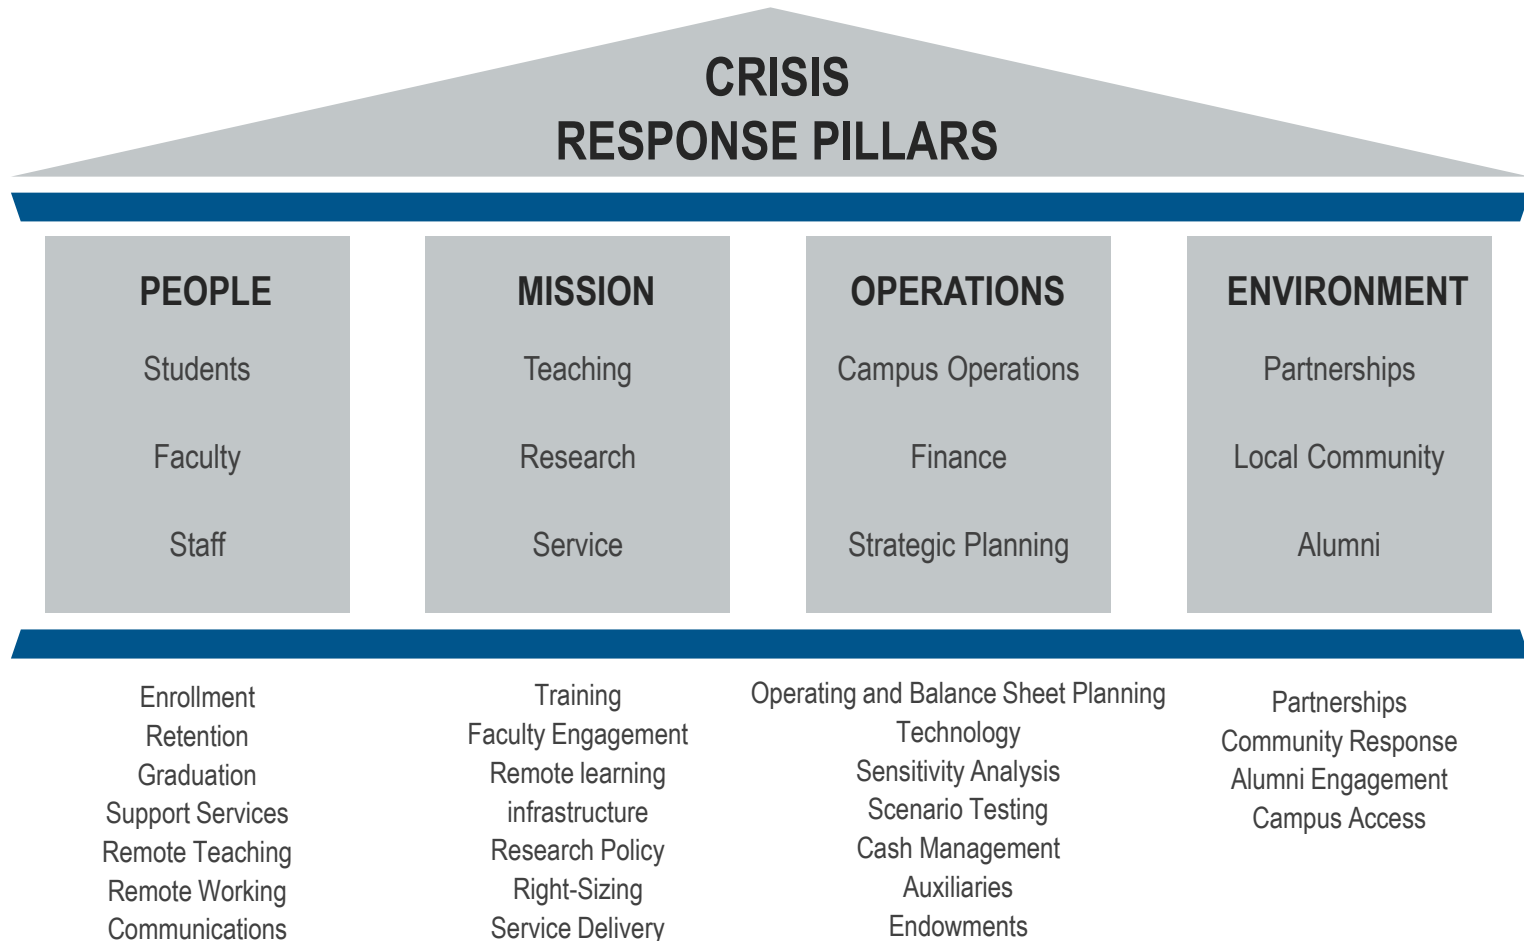 CRISIS
RESPONSE PILLARS
PEOPLE
Students
Faculty
Staff
MISSION
Teaching
Research
Service
OPERATIONS
Campus Operations
Finance
Strategic Planning
ENVIRONMENT
Partnerships
Local Community
Alumni
Enrollment
Retention
Graduation
Support Services
Remote Teaching
Remote Working
Communications
Training
Faculty Engagement
Remote learning
infrastructure
Research Policy
Right-Sizing
Service Delivery
Operating and Balance Sheet Planning
Technology
Sensitivity Analysis
Scenario Testing
Cash Management
Auxiliaries
Endowments
Partnerships
Community Response
Alumni Engagement
Campus Access